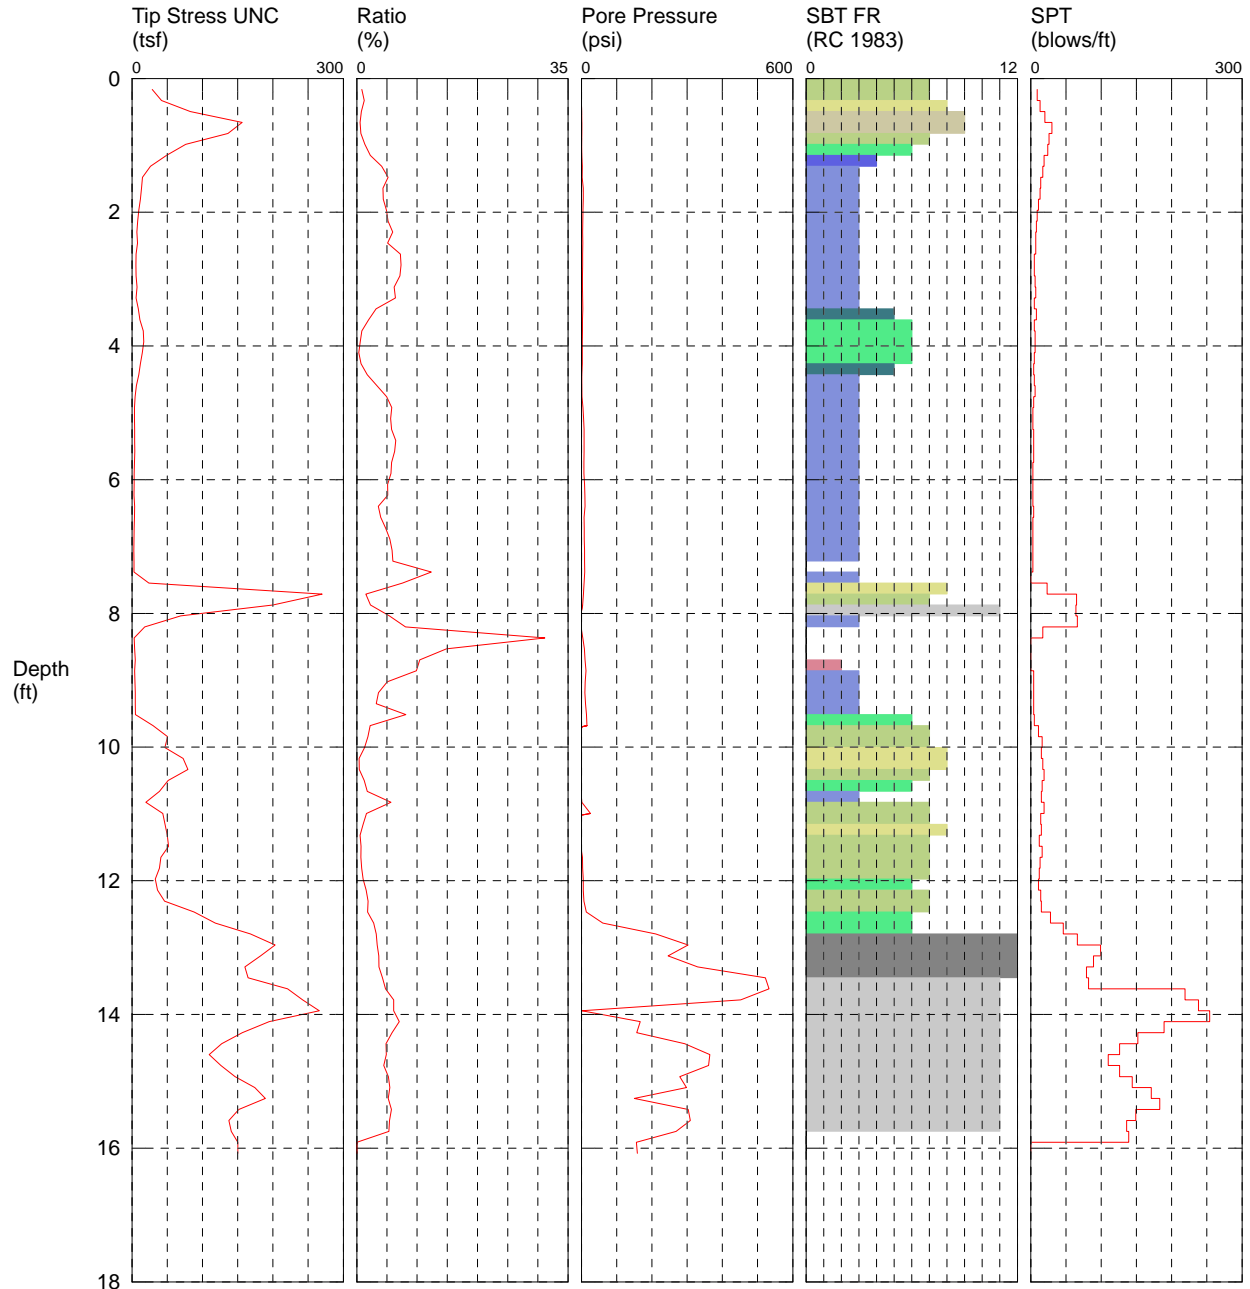 Tip Stress UNC
(tsf)
Ratio
(%)
Pore Pressure
(psi)
SBT FR
(RC 1983)
SPT
(blows/ft)
0 300
0 35
0 600
0 12
0 300
0
2
4
6
8
Depth
(ft)
10
12
14
16
18